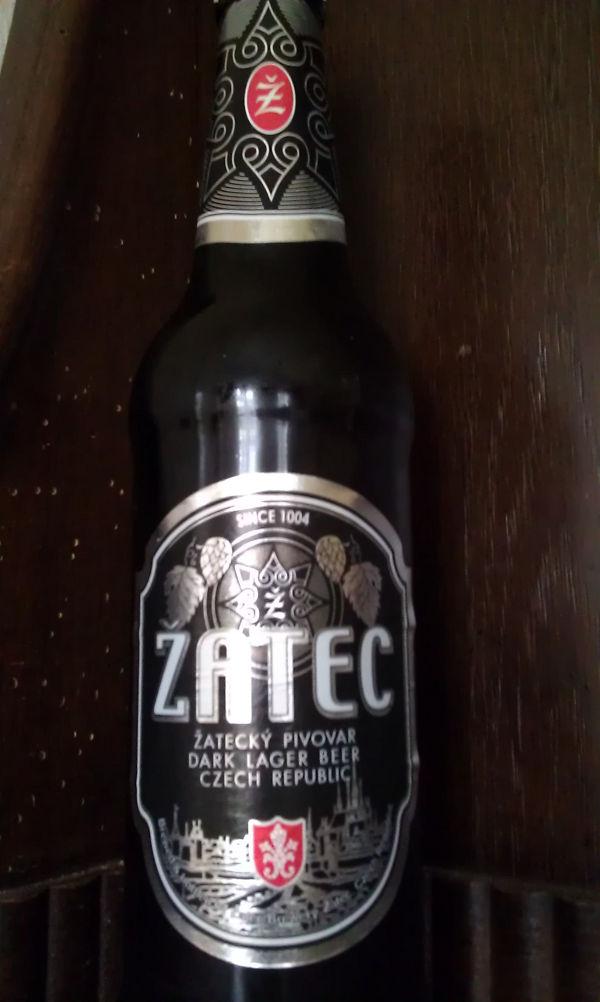 Ž
SINCE 1004
Ž
ŽATEC
ŽATECKÝ PIVOVAR
DARK LAGER BEER
CZECH REPUBLIC